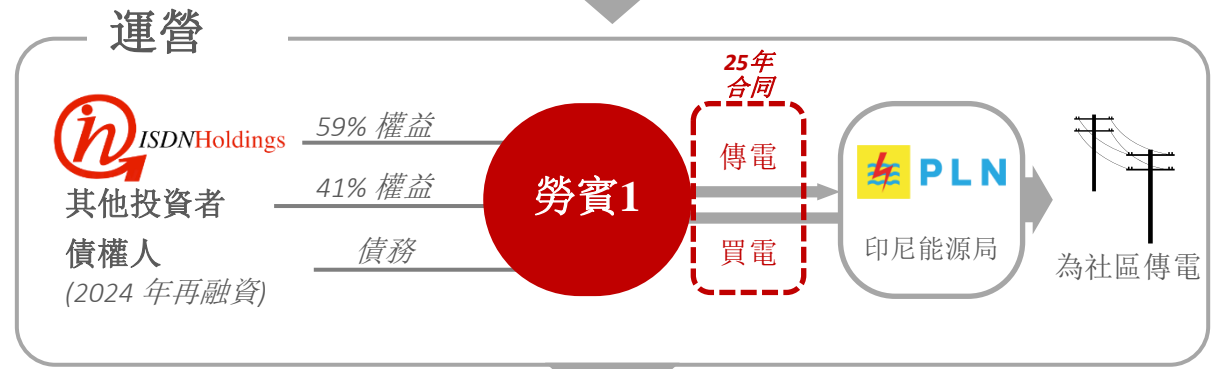 運營
25年
合同
ISDNHoldings
59% 權益
其他投資者
41% 權益
債權人
債務
(2024 年再融資)
勞賓1
傳電
買電
PLN
印尼能源局
為社區傳電